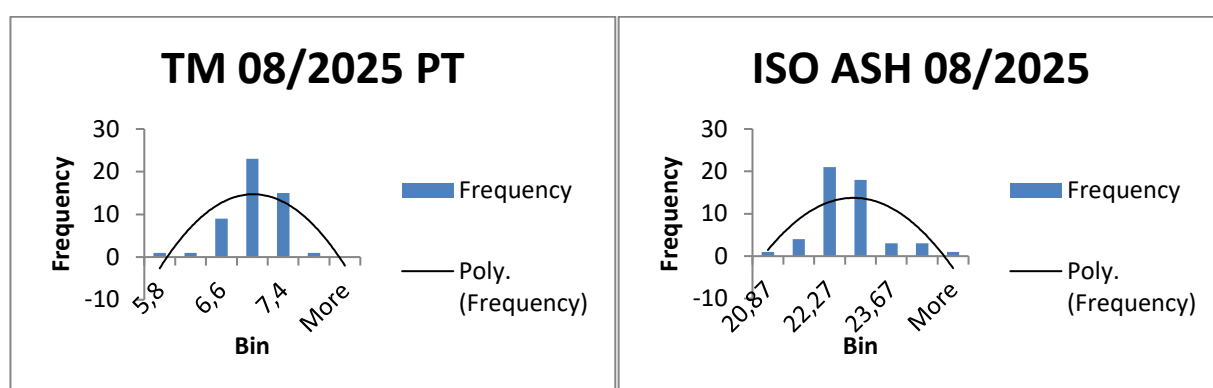 TM 08/2025 PT
30
20
10
0
-10
Frequency
5,8
6,6
7,4
More
Bin
Frequency
Poly.
(Frequency)
ISO ASH 08/2025
30
20
10
0
-10
Frequency
20,87
22,27
23,67
More
Bin
Frequency
Poly.
(Frequency)